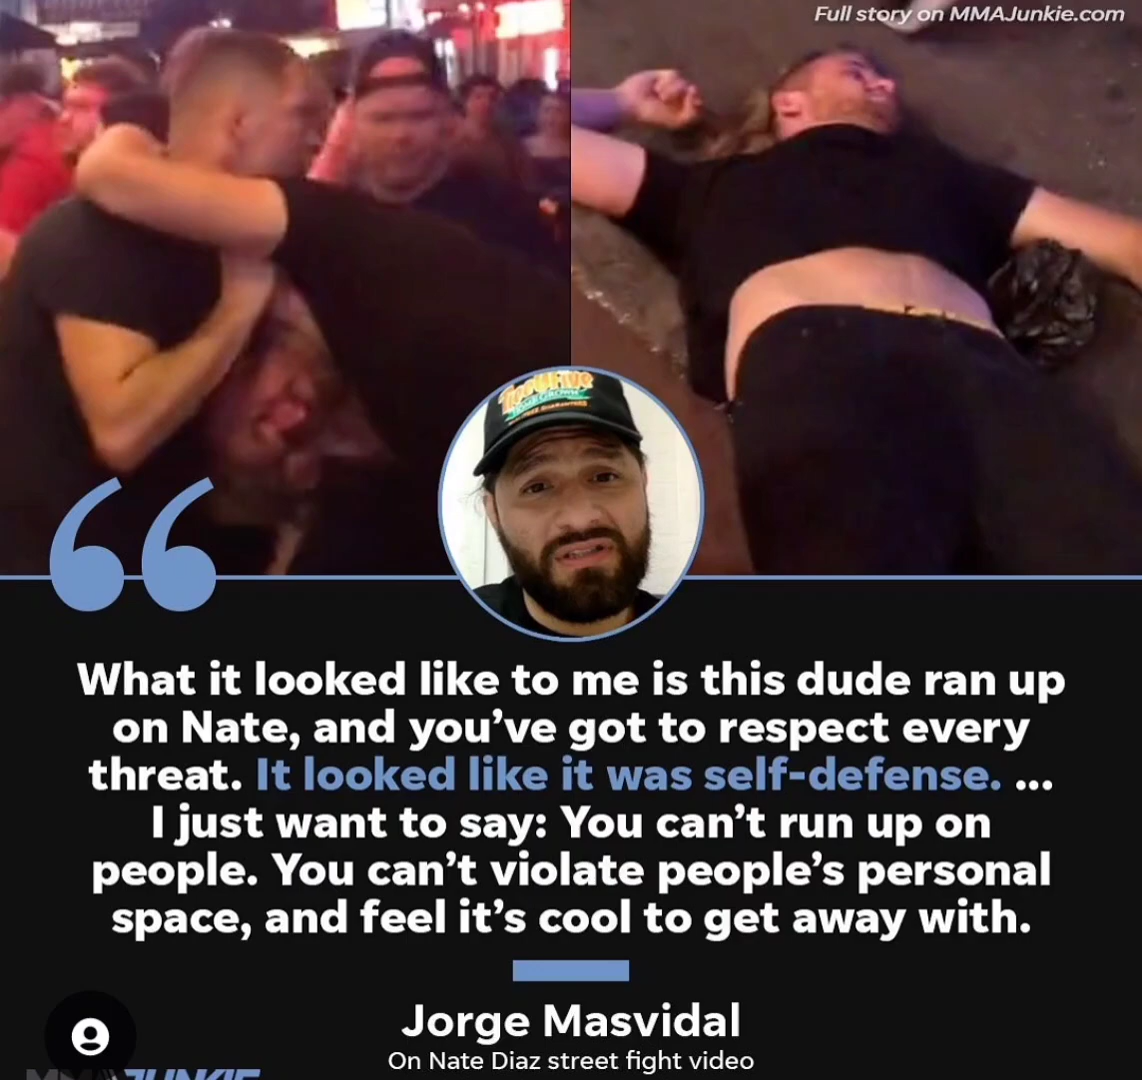 Full story on MMAJunkie.com
What it looked like to me is this dude ran up
on Nate, and you’ve got to respect every
threat. It looked like it was self-defense. ...
I just want to say: You can’t run up on
people. You can’t violate people’s personal
space, and feel it’s cool to get away with.
Jorge Masvidal
On Nate Diaz street fight video
MMA JUNKIE